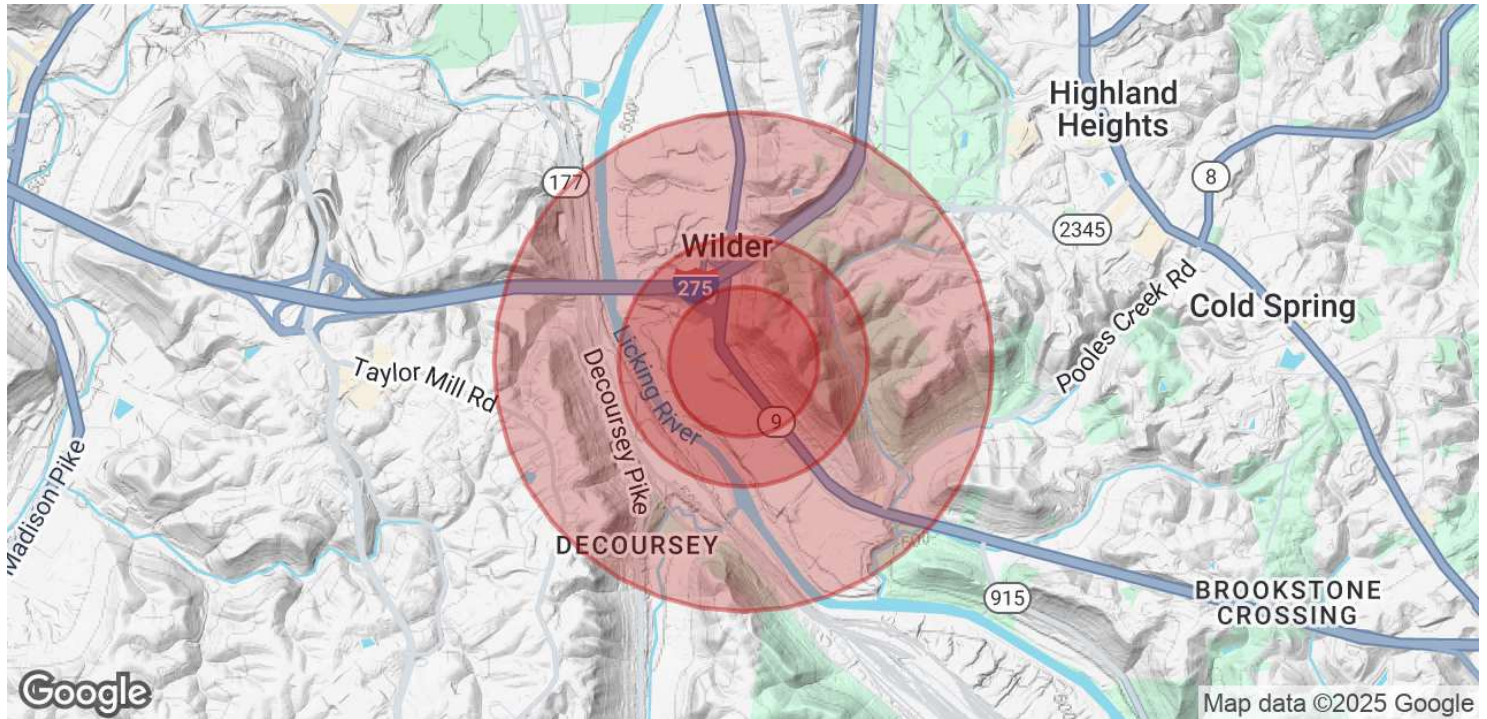 Highland
Heights
177
8
2345
Wilder
275
Cold Spring
Pooles Creek Rd
Licking River
Taylor Mill Rd
Decoursey Pike
9
Madison Pike
DECOURSEY
915
BROOKSTONE
CROSSING
Google
Map data ©2025 Google